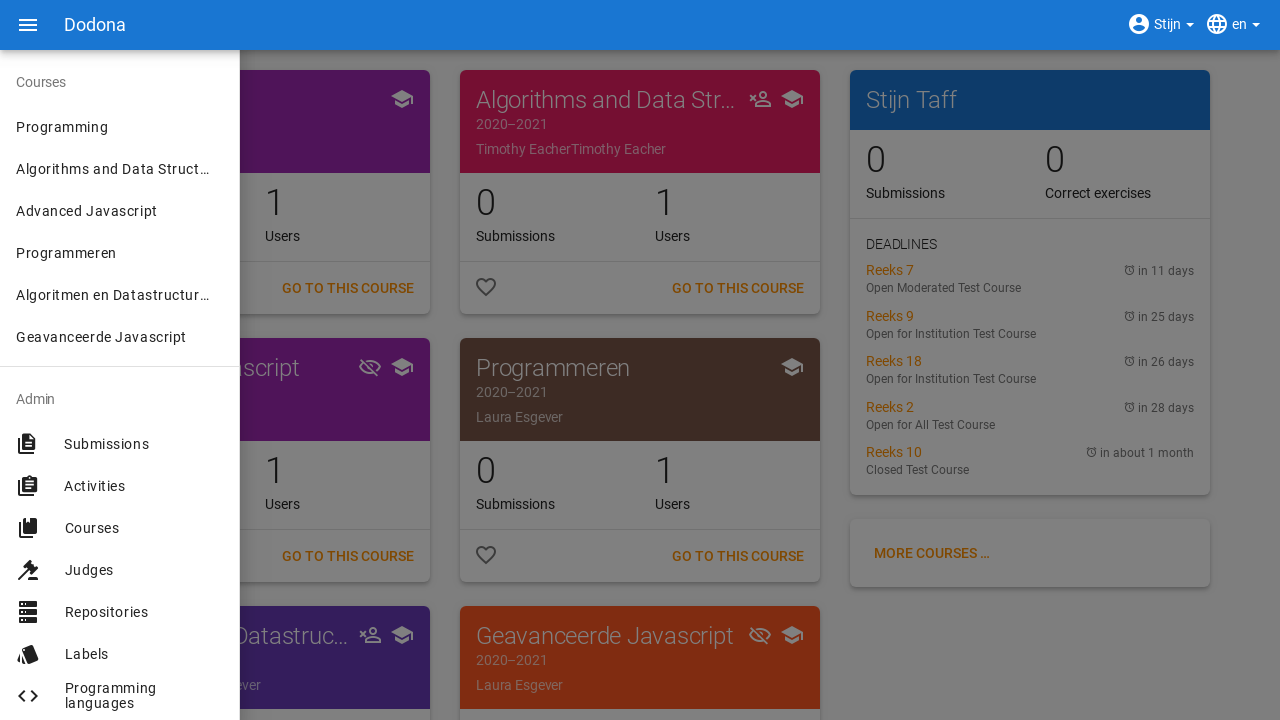 Dodona
Stijn
en
Courses
Programming
Algorithms and Data Struct…
Advanced Javascript
Programmeren
Algoritmen en Datastructur…
Geavanceerde Javascript
Admin
Submissions
Activities
Courses
Judges
Repositories
Labels
Programming
languages
1
Users
GO TO THIS COURSE
Algorithms and Data Str…
2020–2021
Timothy EacherTimothy Eacher
0
1
Submissions
Users
GO TO THIS COURSE
1
Users
GO TO THIS COURSE
Programmeren
2020–2021
Laura Esgever
0
1
Submissions
Users
GO TO THIS COURSE
Datastruc…
Geavanceerde Javascript
2020–2021
Laura Esgever
Stijn Taff
0
0
Submissions
Correct exercises
DEADLINES
Reeks 7
in 11 days
Open Moderated Test Course
Reeks 9
in 25 days
Open for Institution Test Course
Reeks 18
in 26 days
Open for Institution Test Course
Reeks 2
in 28 days
Open for All Test Course
Reeks 10
in about 1 month
Closed Test Course
MORE COURSES …